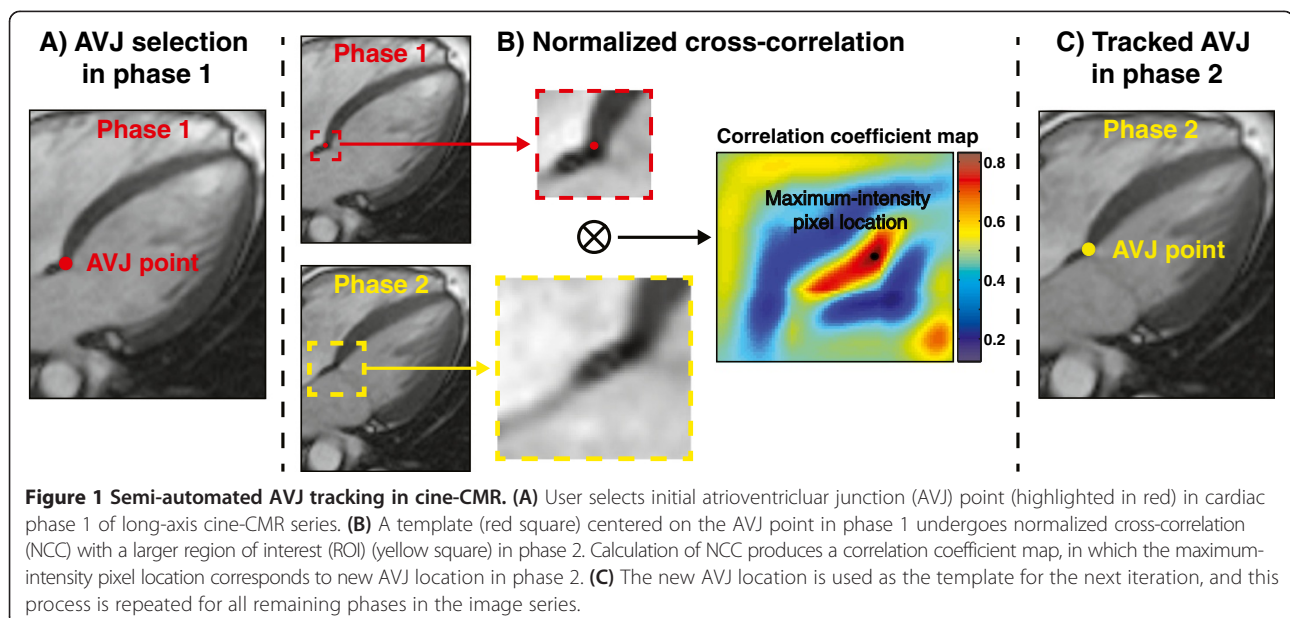 A) AVJ selection
in phase 1
Phase 1
AVJ point
B) Normalized cross-correlation
Phase 1
Phase 2
Correlation coefficient map
Maximum-intensity
pixel location
0.8
0.6
0.4
0.2
C) Tracked AVJ
in phase 2
Phase 2
AVJ point
Figure 1 Semi-automated AVJ tracking in cine-CMR. (A) User selects initial atrioventricluar junction (AVJ) point (highlighted in red) in cardiac
phase 1 of long-axis cine-CMR series. (B) A template (red square) centered on the AVJ point in phase 1 undergoes normalized cross-correlation
(NCC) with a larger region of interest (ROI) (yellow square) in phase 2. Calculation of NCC produces a correlation coefficient map, in which the maximum-
intensity pixel location corresponds to new AVJ location in phase 2. (C) The new AVJ location is used as the template for the next iteration, and this
process is repeated for all remaining phases in the image series.